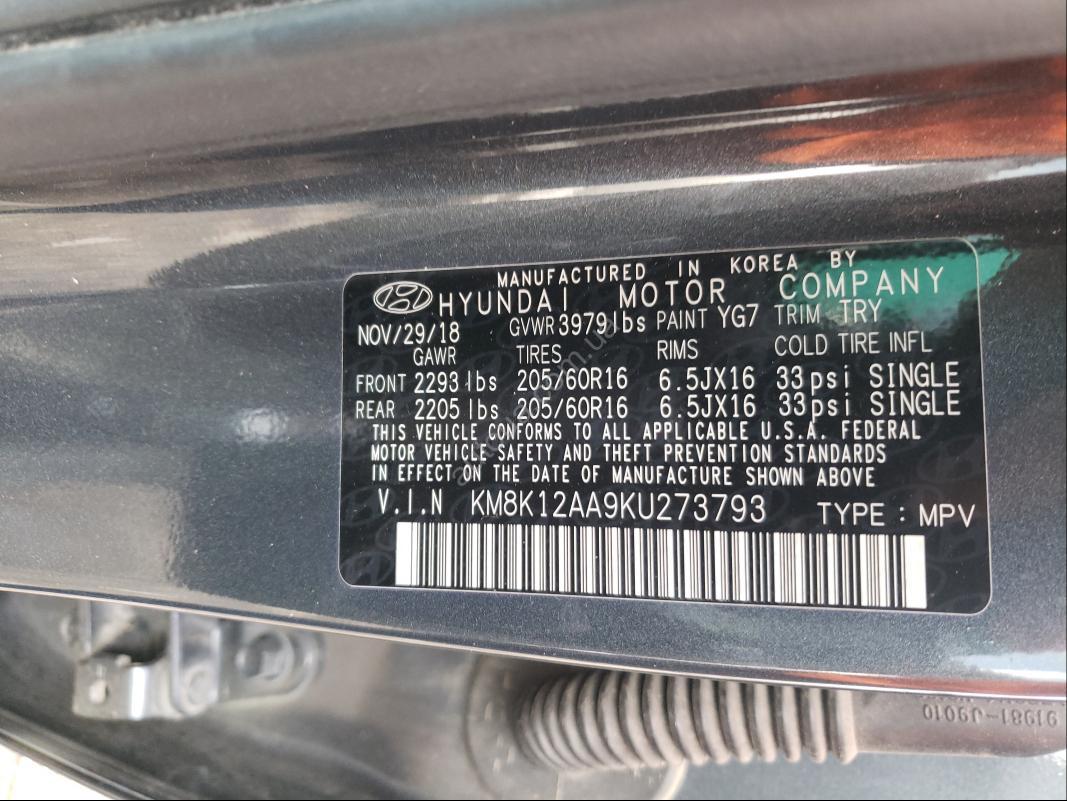 MANUFACTURED IN KOREA BY
HYUNDAI MOTOR COMPANY
NOV/29/18 GVWR 3979lbs PAINT YG7 TRIM TRY
GAWR TIRES RIMS COLD TIRE INFL
FRONT 2293 lbs 205/60R16 6.5JX16 33psi SINGLE
REAR 2205 lbs 205/60R16 6.5JX16 33psi SINGLE
THIS VEHICLE CONFORMS TO ALL APPLICABLE U.S.A. FEDERAL
MOTOR VEHICLE SAFETY AND THEFT PREVENTION STANDARDS
IN EFFECT ON THE DATE OF MANUFACTURE SHOWN ABOVE
V.I.N KM8K12AA9KU273793 TYPE : MPV
91981-J9010